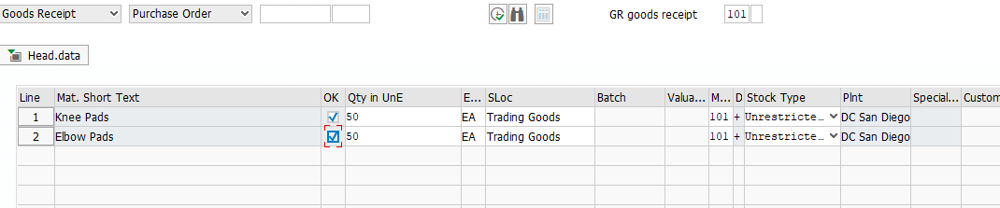 Goods Receipt Purchase Order GR goods receipt 101
Head.data
Line Mat. Short Text OK Qty in UnE E... SLoc Batch Valua... M... D Stock Type Plnt Special... Custom
1 Knee Pads 50 EA Trading Goods 101 + Unrestricte... DC San Diego
2 Elbow Pads 50 EA Trading Goods 101 + Unrestricte... DC San Diego